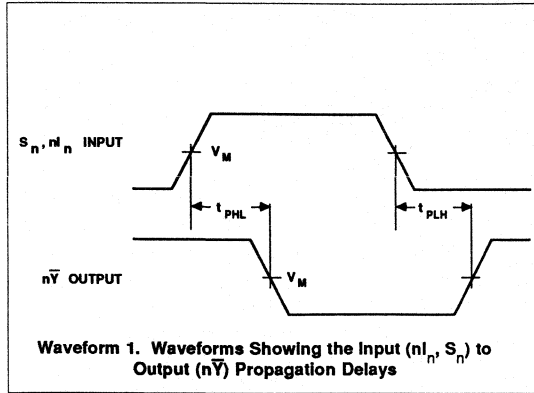 Sn, nIn INPUT
VM
tPHL
tPLH
nY̅ OUTPUT
VM
Waveform 1. Waveforms Showing the Input (nIn, Sn) to
Output (nY̅) Propagation Delays